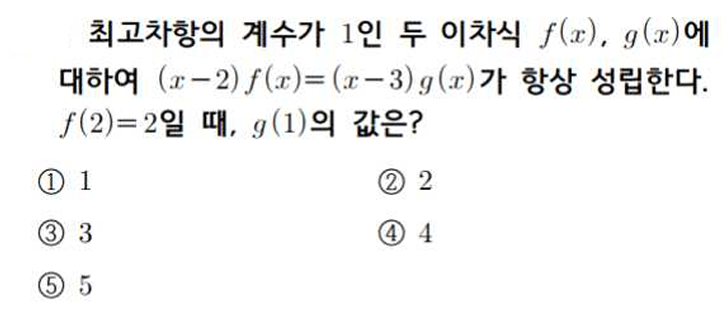 최고차항의 계수가 1인 두 이차식 f(x), g(x)에
대하여 (x-2)f(x)=(x-3)g(x)가 항상 성립한다.
f(2)=2일 때, g(1)의 값은?
① 1 ② 2
③ 3 ④ 4
⑤ 5